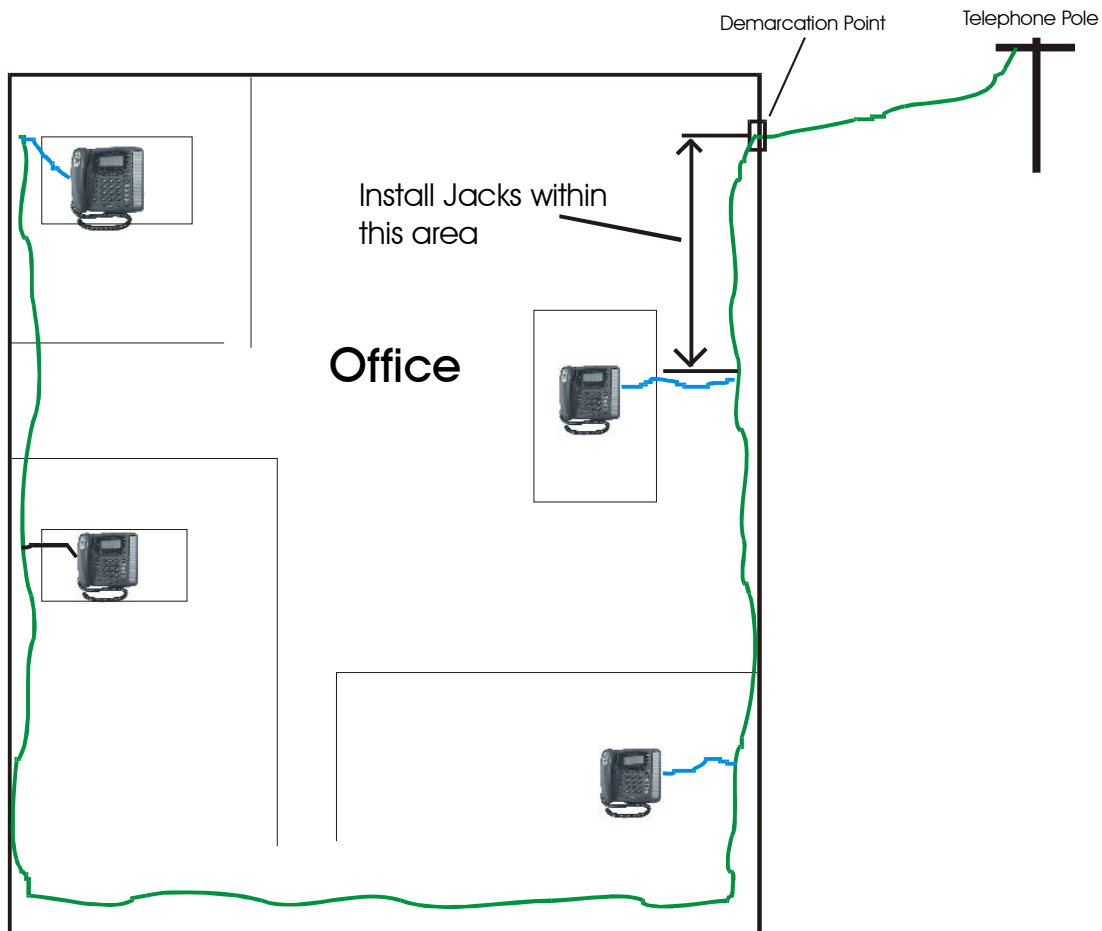 Demarcation Point
Telephone Pole
Install Jacks within
this area
Office